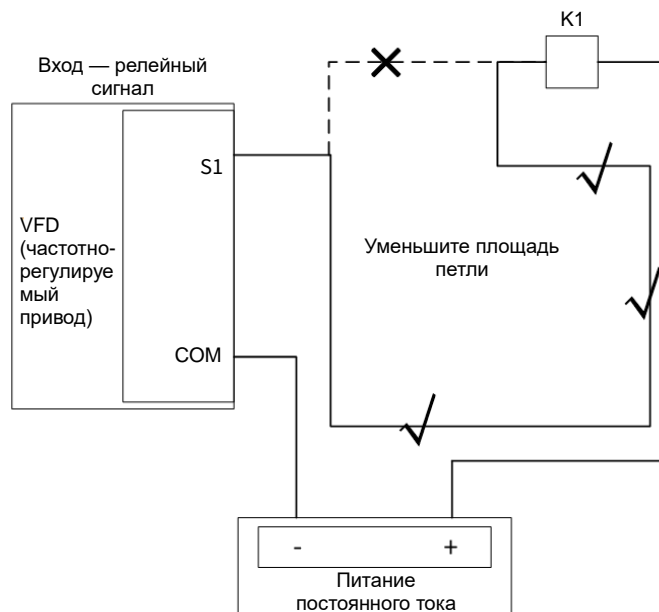 K1
Вход — релейный
сигнал
S1
VFD
(частотно-
регулируе
мый
привод)
Уменьшите площадь
петли
COM
- +
Питание
постоянного тока